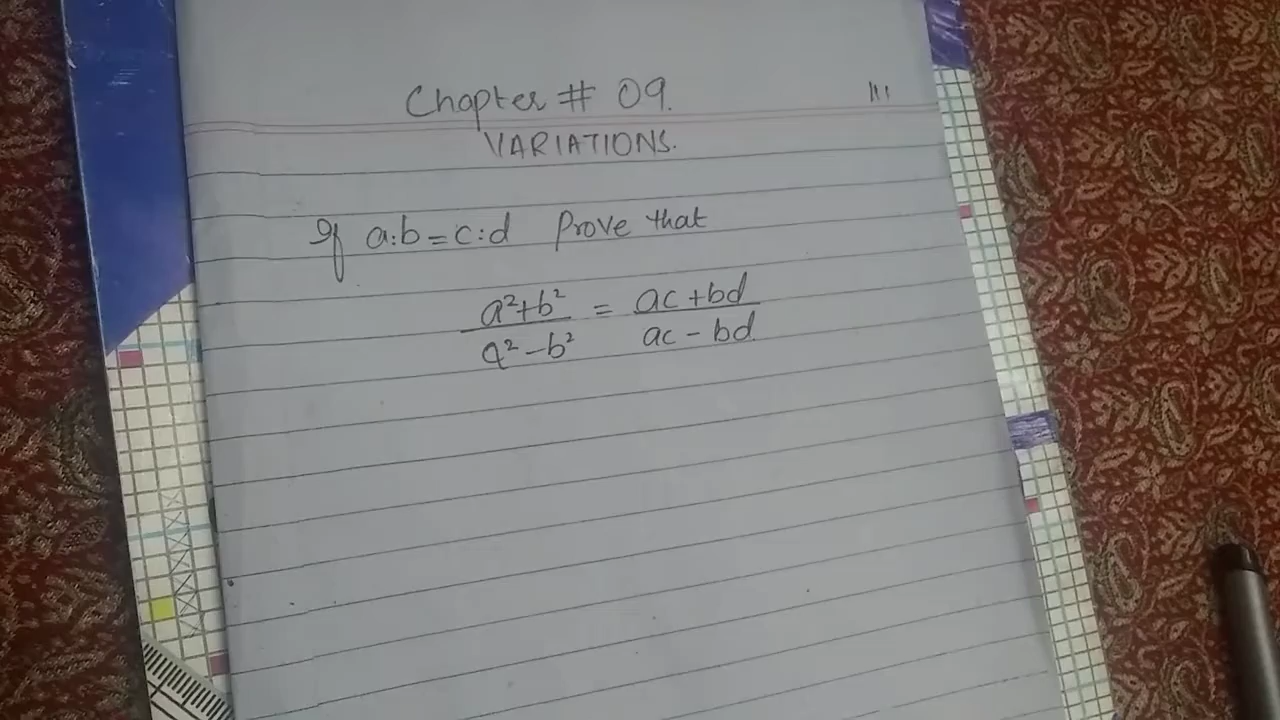 Chapter # 09.
VARIATIONS.
If a:b = c:d Prove that
a²+b² / a²-b² = ac+bd / ac-bd